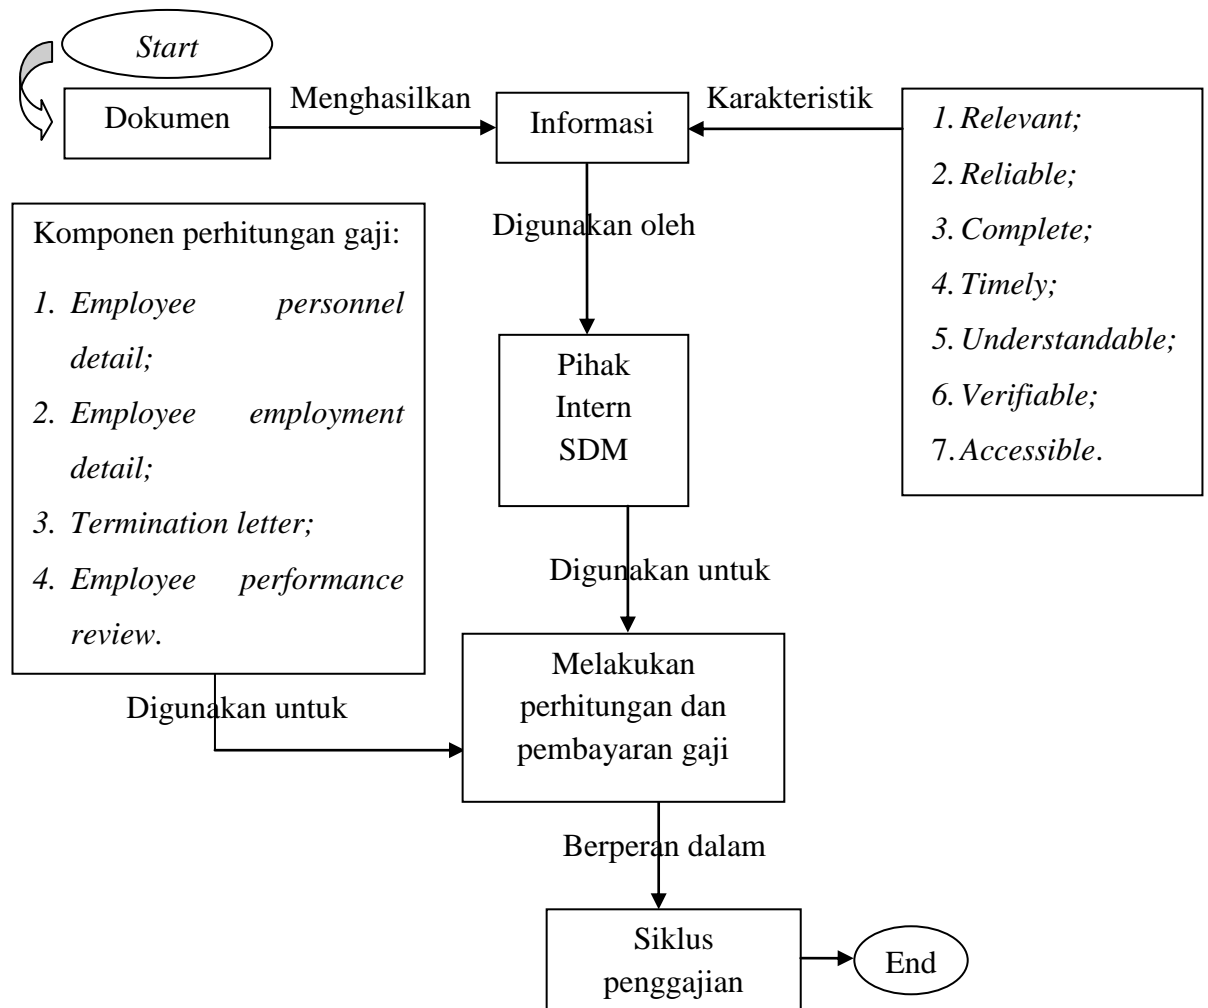 Start
Dokumen
Menghasilkan
Informasi
Karakteristik
1. Relevant;
2. Reliable;
3. Complete;
4. Timely;
5. Understandable;
6. Verifiable;
7. Accessible.
Digunakan oleh
Komponen perhitungan gaji:
1. Employee personnel
detail;
2. Employee employment
detail;
3. Termination letter;
4. Employee performance
review.
Pihak
Intern
SDM
Digunakan untuk
Melakukan
perhitungan dan
pembayaran gaji
Digunakan untuk
Berperan dalam
Siklus
penggajian
End